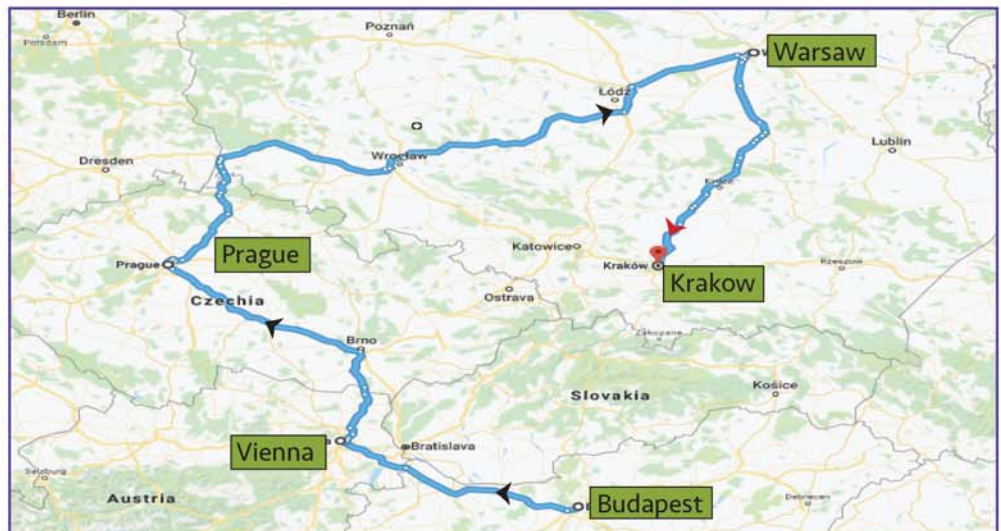 Berlin
Potsdam
Poznań
Warsaw
Łódź
Dresden
Wrocław
Lublin
Kielce
Prague
Prague
Katowice
Kraków
Krakow
Rzeszow
Czechia
Ostrava
Zakopane
Brno
Slovakia
Košice
Vienna
Bratislava
Salzburg
Austria
Budapest
Debrecen